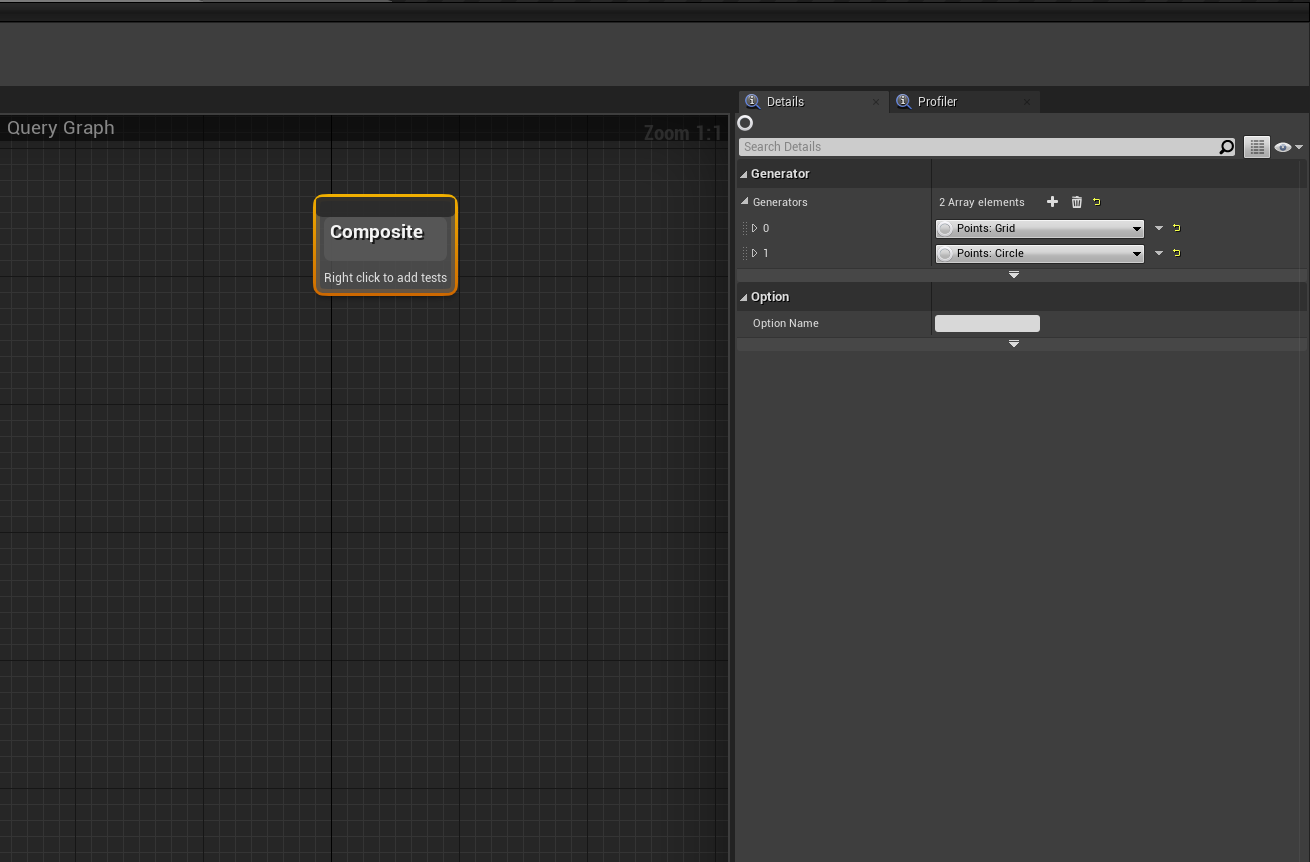 Details
Profiler
Query Graph
Zoom 1:1
Search Details
Generator
Generators
2 Array elements
0
Points: Grid
1
Points: Circle
Option
Option Name
Composite
Right click to add tests